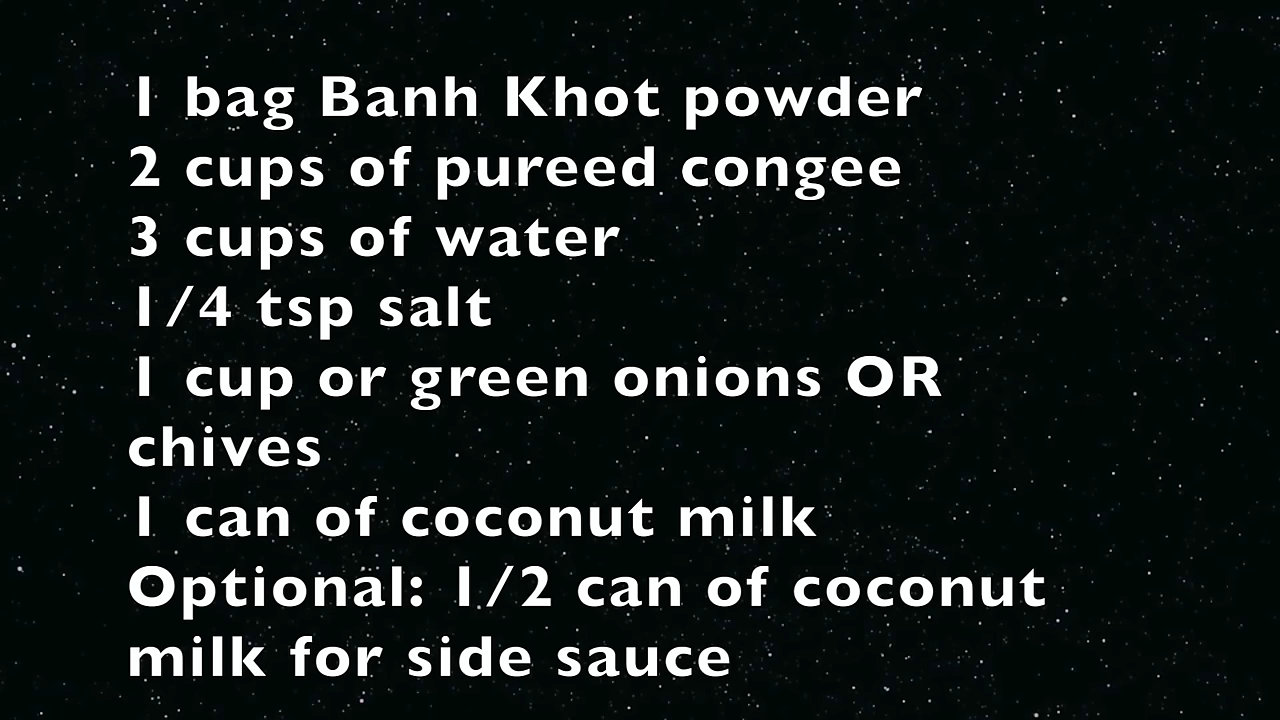 1 bag Banh Khot powder
2 cups of pureed congee
3 cups of water
1/4 tsp salt
1 cup or green onions OR
chives
1 can of coconut milk
Optional: 1/2 can of coconut
milk for side sauce